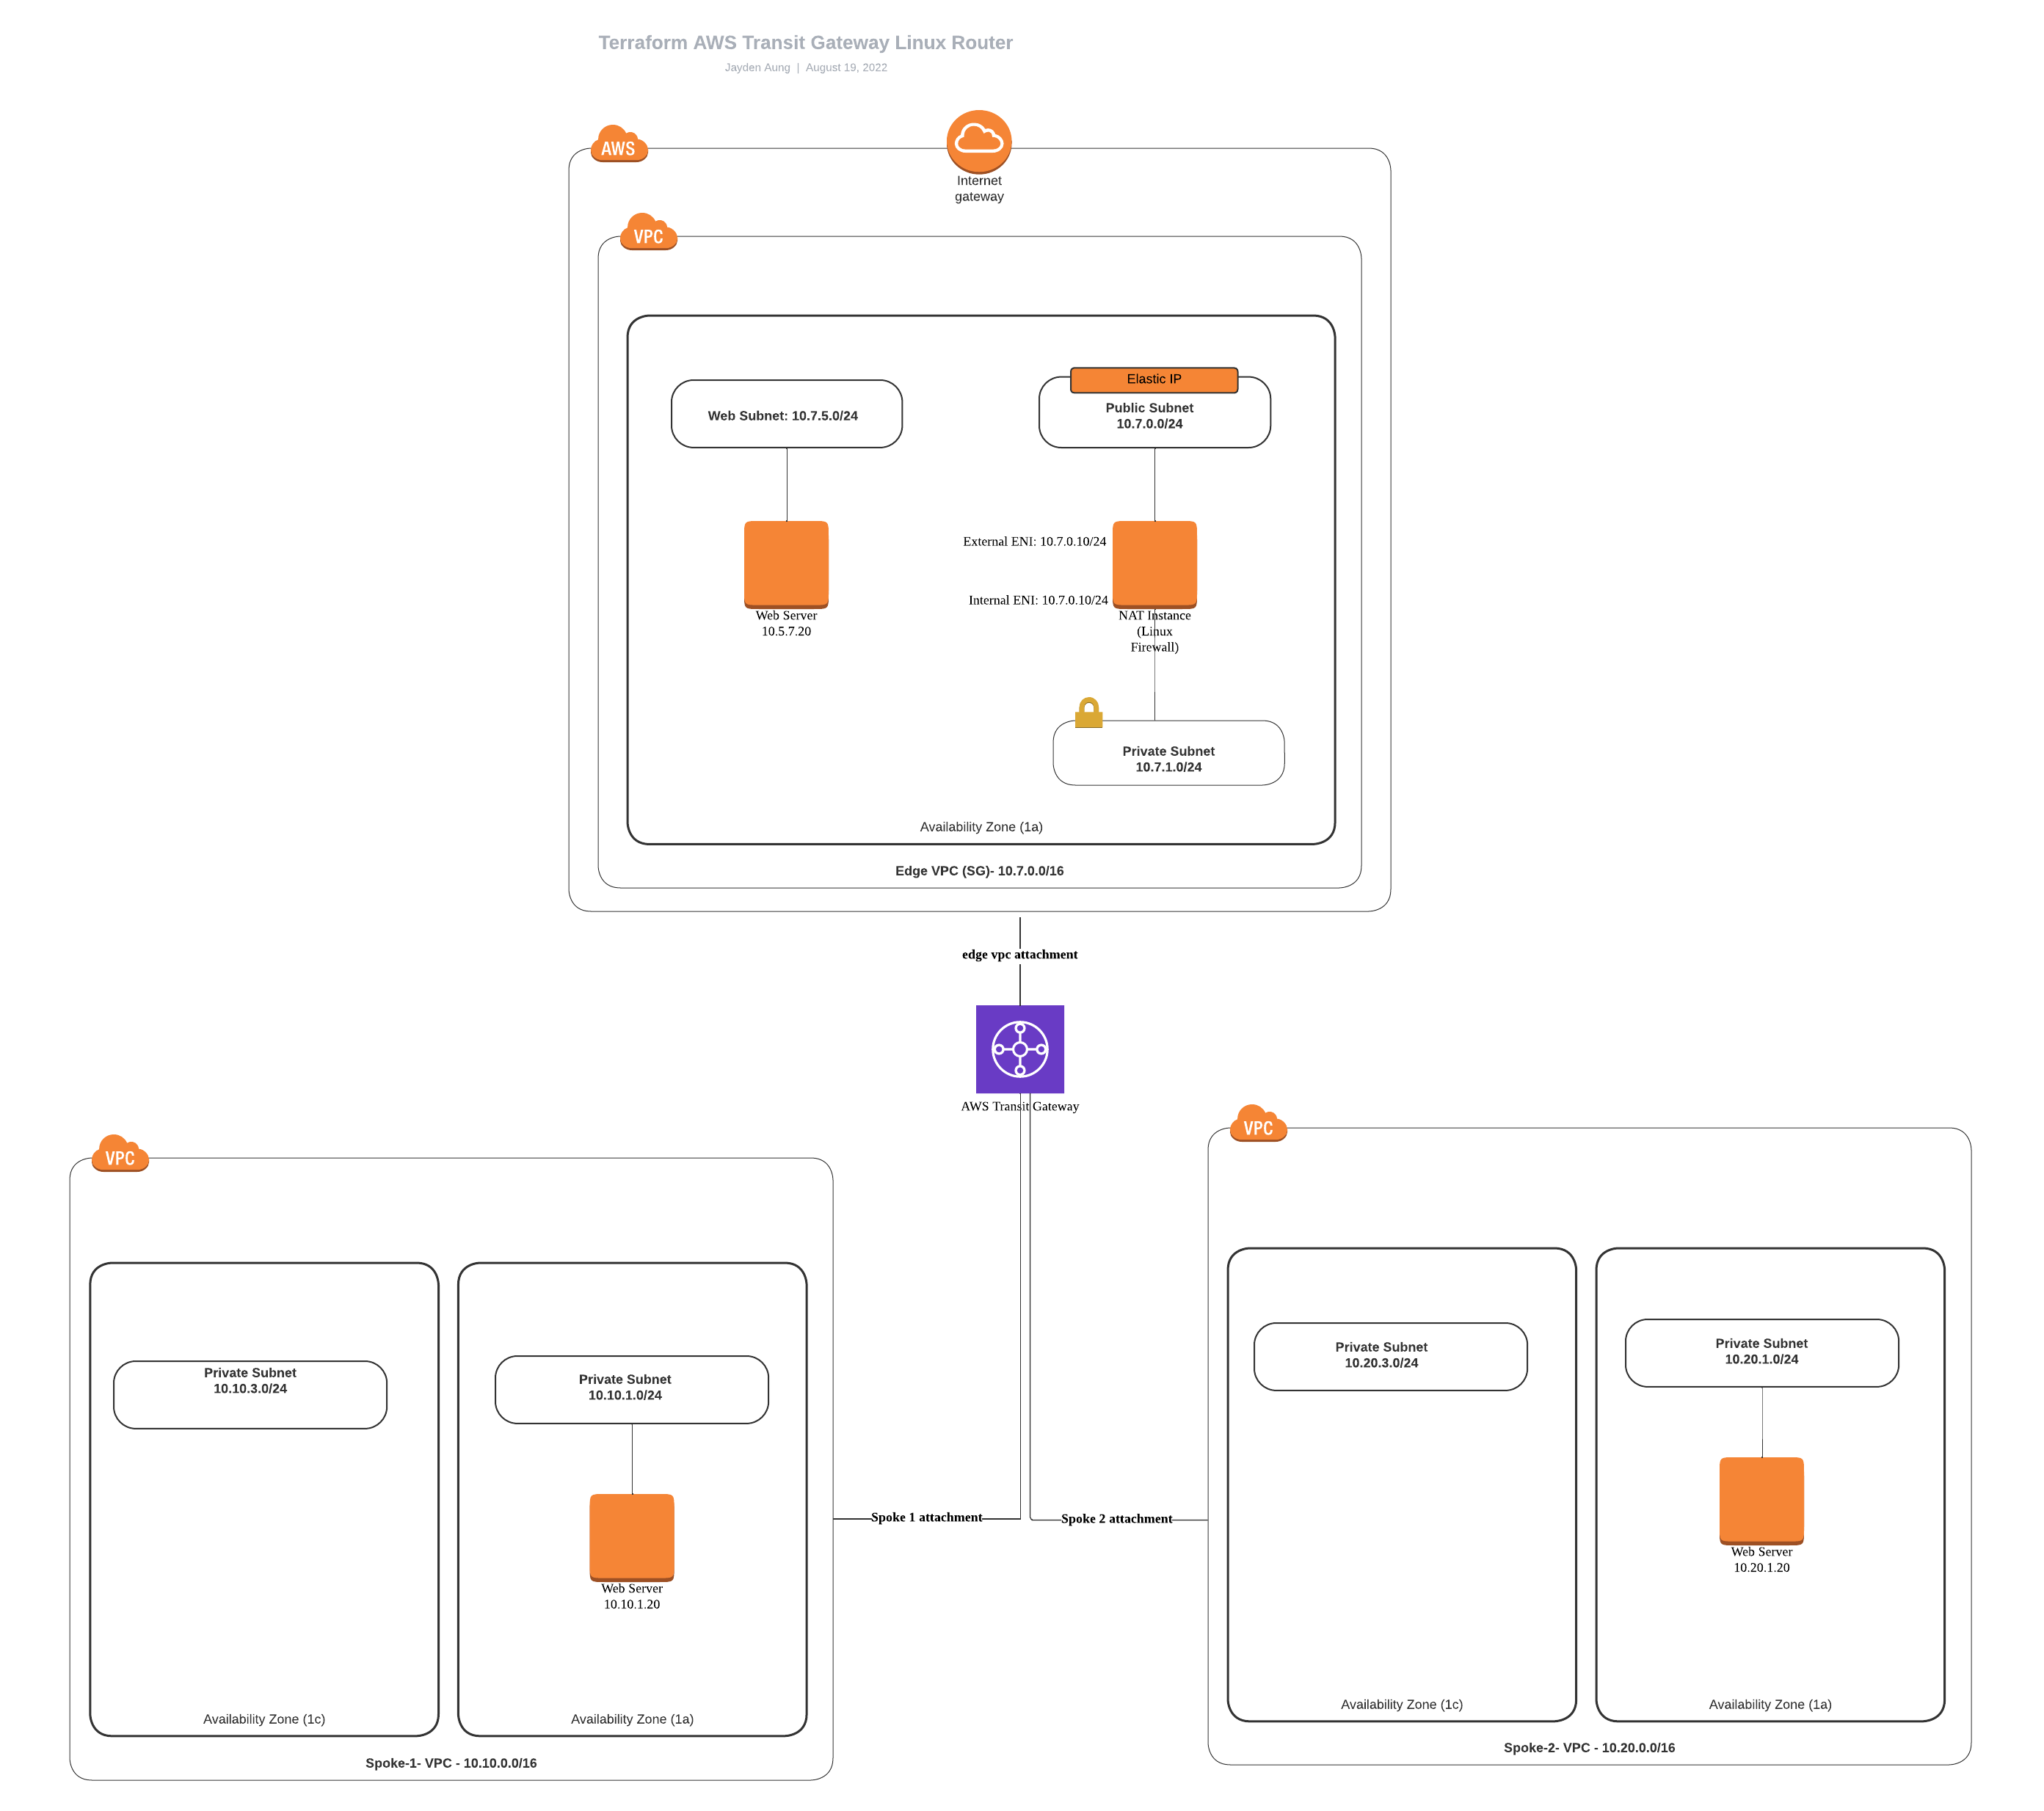 Terraform AWS Transit Gateway Linux Router
Jayden Aung | August 19, 2022
AWS
Internet
gateway
VPC
Elastic IP
Web Subnet: 10.7.5.0/24
Public Subnet
10.7.0.0/24
External ENI: 10.7.0.10/24
Internal ENI: 10.7.0.10/24
Web Server
10.5.7.20
NAT Instance
(Linux
Firewall)
Private Subnet
10.7.1.0/24
Availability Zone (1a)
Edge VPC (SG)- 10.7.0.0/16
edge vpc attachment
AWS Transit Gateway
VPC
Private Subnet
10.10.3.0/24
Private Subnet
10.10.1.0/24
Web Server
10.10.1.20
Availability Zone (1c)
Availability Zone (1a)
Spoke-1- VPC - 10.10.0.0/16
Spoke 1 attachment
Spoke 2 attachment
VPC
Private Subnet
10.20.3.0/24
Private Subnet
10.20.1.0/24
Web Server
10.20.1.20
Availability Zone (1c)
Availability Zone (1a)
Spoke-2- VPC - 10.20.0.0/16